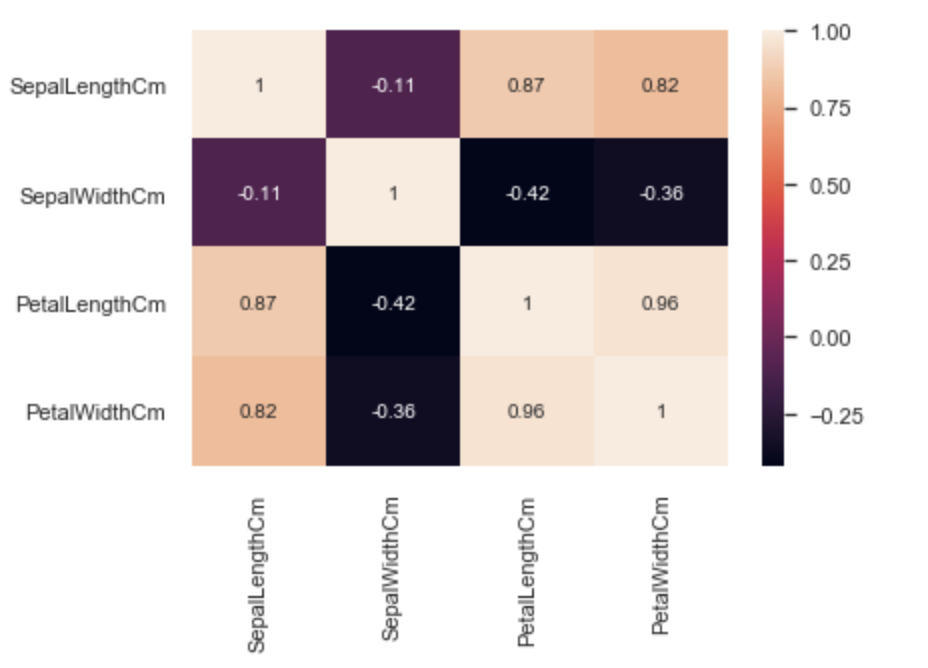 1.00
SepalLengthCm 1 -0.11 0.87 0.82
0.75
SepalWidthCm -0.11 1 -0.42 -0.36
0.50
0.25
PetalLengthCm 0.87 -0.42 1 0.96
0.00
PetalWidthCm 0.82 -0.36 0.96 1
−0.25
SepalLengthCm
SepalWidthCm
PetalLengthCm
PetalWidthCm